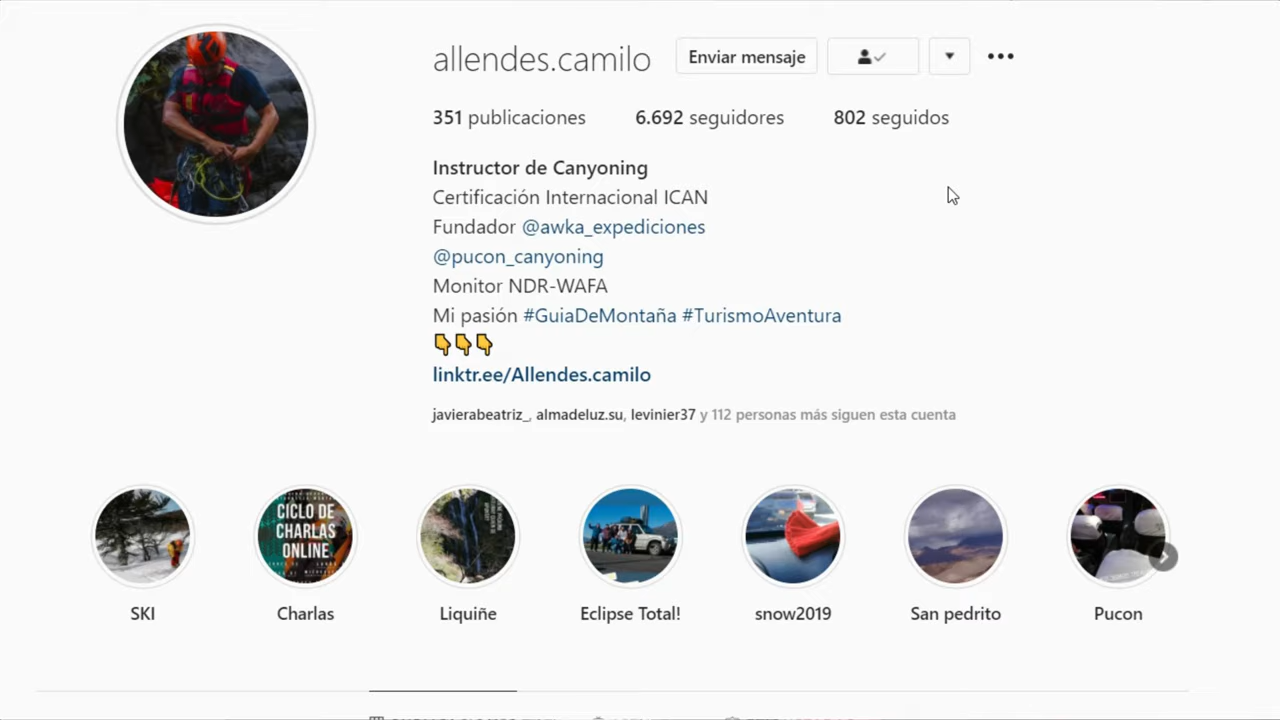 allendes.camilo Enviar mensaje
351 publicaciones 6.692 seguidores 802 seguidos
Instructor de Canyoning
Certificación Internacional ICAN
Fundador @awka_expediciones
@pucon_canyoning
Monitor NDR-WAFA
Mi pasión #GuiaDeMontaña #TurismoAventura
👇👇👇
linktr.ee/Allendes.camilo
javierabeatriz_, almadeluz.su, levinier37 y 112 personas más siguen esta cuenta
CICLO DE
CHARLAS
ONLINE
SKI Charlas Liquiñe Eclipse Total! snow2019 San pedrito Pucon